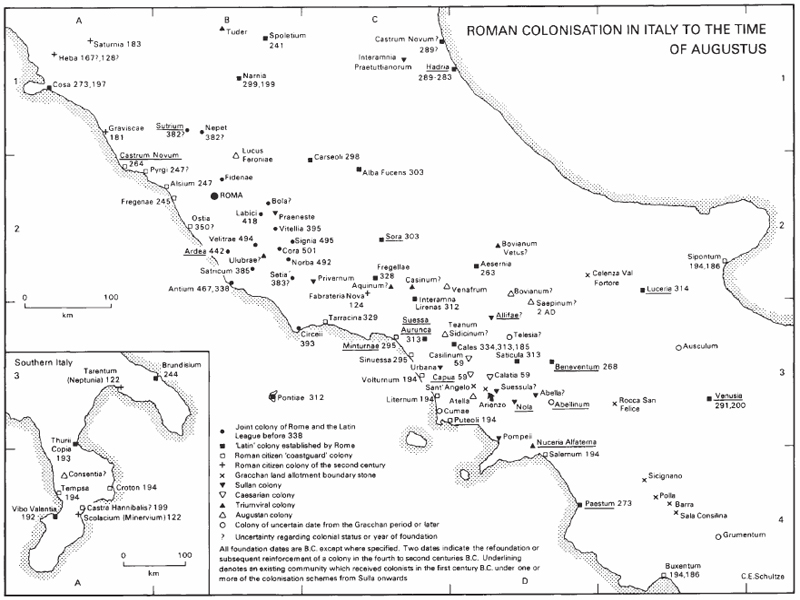 ROMAN COLONISATION IN ITALY TO THE TIME
OF AUGUSTUS
A
B
C
1
1
Saturnia 183
Heba 167?,128?
Tuder
Spoletium
241
Castrum Novum?
289?
Interamnia
Praetuttianorum
Hadria
289-283
Cosa 273,197
Narnia
299,199
Graviscae
181
Sutrium
382?
Nepet
382?
Castrum Novum
264
Pyrgi 247?
Lucus
Feroniae
Carseoli 298
Alba Fucens 303
Alsium 247
Fidenae
Fregenae 245
ROMA
2
2
Bola?
Labici
418
Praeneste
Ostia
350?
Vitellia 395
Velitrae 494
Signia 495
Sora 303
Ardea 442
Cora 501
Bovianum
Vetus?
Ulubrae?
Norba 492
Aesernia
263
Sipontum
194,186
Satricum 385
Setia
383?
Privernum
Fregellae
328
Casinum?
Celenza Val
Fortore
Antium 467,338
Aquinum?
Venafrum
Bovianum?
Luceria 314
Fabrateria Nova
124
Interamna
Lirenas 312
Saepinum?
2 AD
0
100
km
Tarracina 329
Suessa
Aurunca
313
Allifae?
Circeii
393
Teanum
Sidicinum?
Telesia?
Minturnae 295
Cales 334,313,185
Ausculum
Sinuessa 295
Casilinum
59
Saticula 313
Beneventum 268
3
3
Urbana
Volturnum 194
Capua 59
Calatia 59
Sant' Angelo
Suessula?
Abella?
Venusia
291,200
Liternum 194
Atella
Arienzo
Nola
Abellinum
Rocca San
Felice
Pontiae 312
Cumae
Puteoli 194
Pompeii
Nuceria Alfaterna
Salernum 194
Sicignano
Polla
Barra
Sala Consilina
Paestum 273
4
Grumentum
Buxentum
194,186
C.E.Schultze
D
Southern Italy
Brundisium
244
Tarentum
(Neptunia) 122
Thurii
Copia
193
Consentia?
Tempsa
194
Croton 194
Vibo Valentia
192
Castra Hannibalis? 199
Scolacium (Minervium) 122
0
100
km
A
Joint colony of Rome and the Latin
League before 338
'Latin' colony established by Rome
Roman citizen 'coastguard' colony
Roman citizen colony of the second century
Gracchan land allotment boundary stone
Sullan colony
Caesarian colony
Triumviral colony
Augustan colony
Colony of uncertain date from the Gracchan period or later
? Uncertainty regarding colonial status or year of foundation
All foundation dates are B.C. except where specified. Two dates indicate the refoundation or
subsequent reinforcement of a colony in the fourth to second centuries B.C. Underlining
denotes an existing community which received colonists in the first century B.C. under one or
more of the colonisation schemes from Sulla onwards